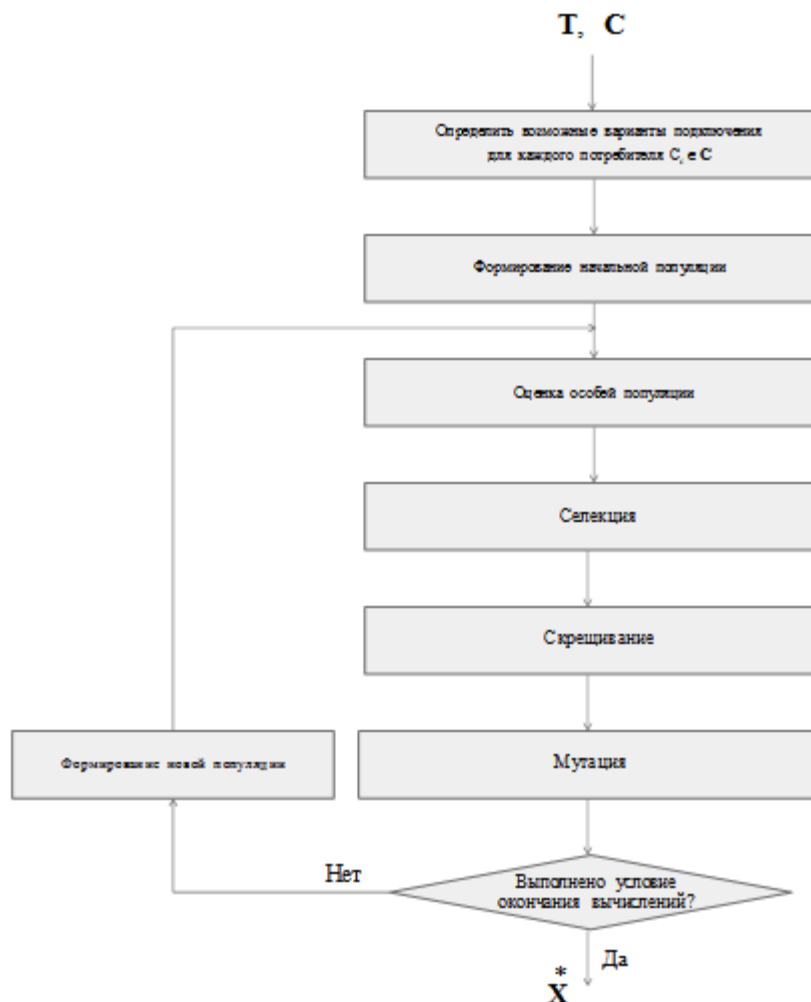 T, C
Определить возможные варианты подключения
для каждого потребителя Cᵢ ∈ C
Формирование начальной популяции
Оценка особей популяции
Селекция
Скрещивание
Формирование новой популяции
Мутация
Нет
Выполнено условие
окончания вычислений?
Да
*
X